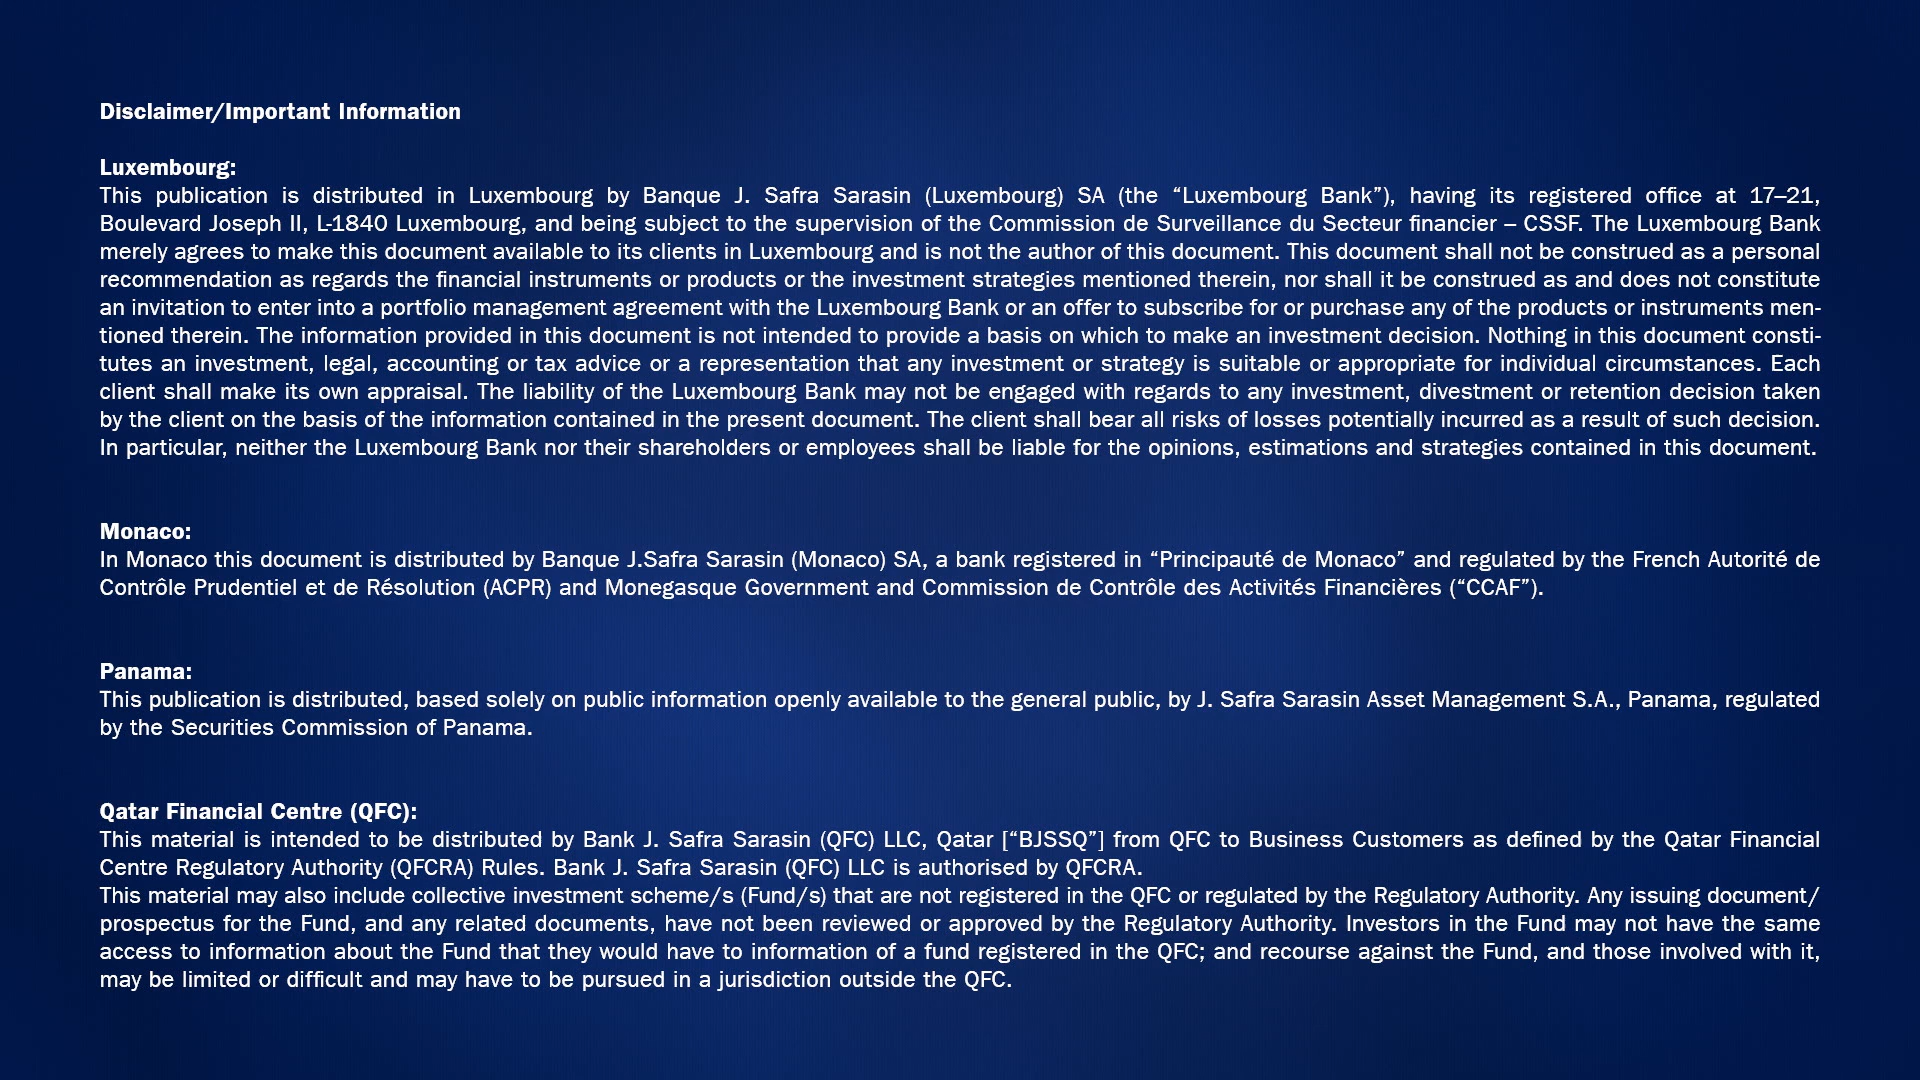 Disclaimer/Important Information
Luxembourg:
This publication is distributed in Luxembourg by Banque J. Safra Sarasin (Luxembourg) SA (the “Luxembourg Bank”), having its registered office at 17–21,
Boulevard Joseph II, L-1840 Luxembourg, and being subject to the supervision of the Commission de Surveillance du Secteur financier – CSSF. The Luxembourg Bank
merely agrees to make this document available to its clients in Luxembourg and is not the author of this document. This document shall not be construed as a personal
recommendation as regards the financial instruments or products or the investment strategies mentioned therein, nor shall it be construed as and does not constitute
an invitation to enter into a portfolio management agreement with the Luxembourg Bank or an offer to subscribe for or purchase any of the products or instruments men-
tioned therein. The information provided in this document is not intended to provide a basis on which to make an investment decision. Nothing in this document consti-
tutes an investment, legal, accounting or tax advice or a representation that any investment or strategy is suitable or appropriate for individual circumstances. Each
client shall make its own appraisal. The liability of the Luxembourg Bank may not be engaged with regards to any investment, divestment or retention decision taken
by the client on the basis of the information contained in the present document. The client shall bear all risks of losses potentially incurred as a result of such decision.
In particular, neither the Luxembourg Bank nor their shareholders or employees shall be liable for the opinions, estimations and strategies contained in this document.
Monaco:
In Monaco this document is distributed by Banque J.Safra Sarasin (Monaco) SA, a bank registered in “Principauté de Monaco” and regulated by the French Autorité de
Contrôle Prudentiel et de Résolution (ACPR) and Monegasque Government and Commission de Contrôle des Activités Financières (“CCAF”).
Panama:
This publication is distributed, based solely on public information openly available to the general public, by J. Safra Sarasin Asset Management S.A., Panama, regulated
by the Securities Commission of Panama.
Qatar Financial Centre (QFC):
This material is intended to be distributed by Bank J. Safra Sarasin (QFC) LLC, Qatar [“BJSSQ”] from QFC to Business Customers as defined by the Qatar Financial
Centre Regulatory Authority (QFCRA) Rules. Bank J. Safra Sarasin (QFC) LLC is authorised by QFCRA.
This material may also include collective investment scheme/s (Fund/s) that are not registered in the QFC or regulated by the Regulatory Authority. Any issuing document/
prospectus for the Fund, and any related documents, have not been reviewed or approved by the Regulatory Authority. Investors in the Fund may not have the same
access to information about the Fund that they would have to information of a fund registered in the QFC; and recourse against the Fund, and those involved with it,
may be limited or difficult and may have to be pursued in a jurisdiction outside the QFC.